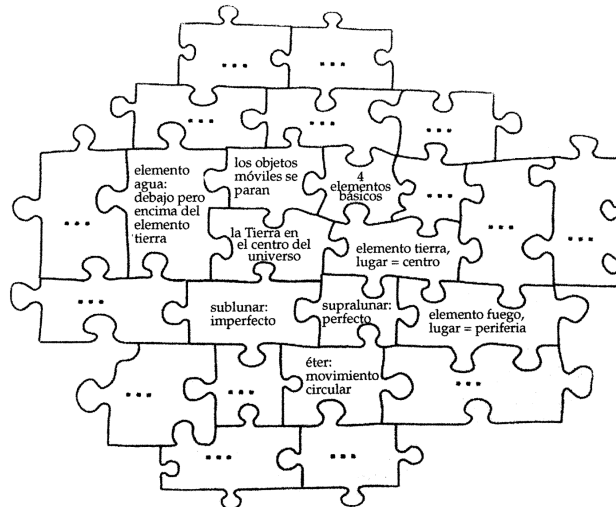 ... ...
... ... ...
elemento
agua:
debajo pero
encima del
elemento
tierra
los objetos
móviles se
paran
4
elementos
básicos
...
...
...
la Tierra en
el centro del
universo
elemento tierra,
lugar = centro
...
...
sublunar:
imperfecto
supralunar:
perfecto
elemento fuego,
lugar = periferia
...
...
éter:
movimiento
circular
...
... ...